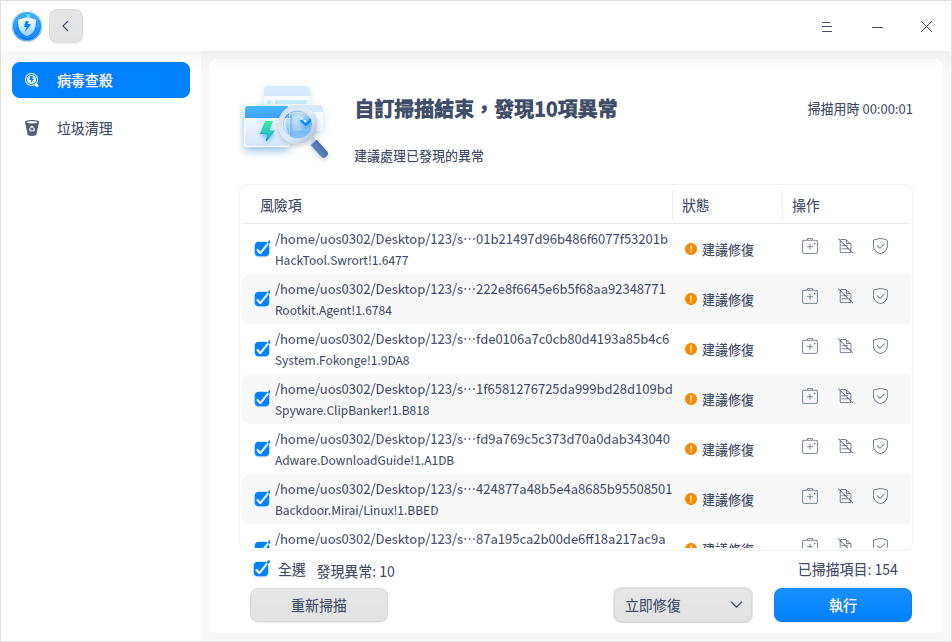 病毒查殺
垃圾清理
自訂掃描結束，發現10項異常
掃描用時 00:00:01
建議處理已發現的異常
風險項 狀態 操作
/home/uos0302/Desktop/123/s···01b21497d96b486f6077f53201b
HackTool.Swrort!1.6477
建議修復
/home/uos0302/Desktop/123/s···222e8f6645e6b5f68aa92348771
Rootkit.Agent!1.6784
建議修復
/home/uos0302/Desktop/123/s···fde0106a7c0cb80d4193a85b4c6
System.Fokonge!1.9DA8
建議修復
/home/uos0302/Desktop/123/s···1f6581276725da999bd28d109bd
Spyware.ClipBanker!1.B818
建議修復
/home/uos0302/Desktop/123/s···fd9a769c5c373d70a0dab343040
Adware.DownloadGuide!1.A1DB
建議修復
/home/uos0302/Desktop/123/s···424877a48b5e4a8685b95508501
Backdoor.Mirai/Linux!1.BBED
建議修復
/home/uos0302/Desktop/123/s···87a195ca2b00de6ff18a217ac9a
建議修復
全選 發現異常: 10
已掃描項目: 154
重新掃描
立即修復
執行